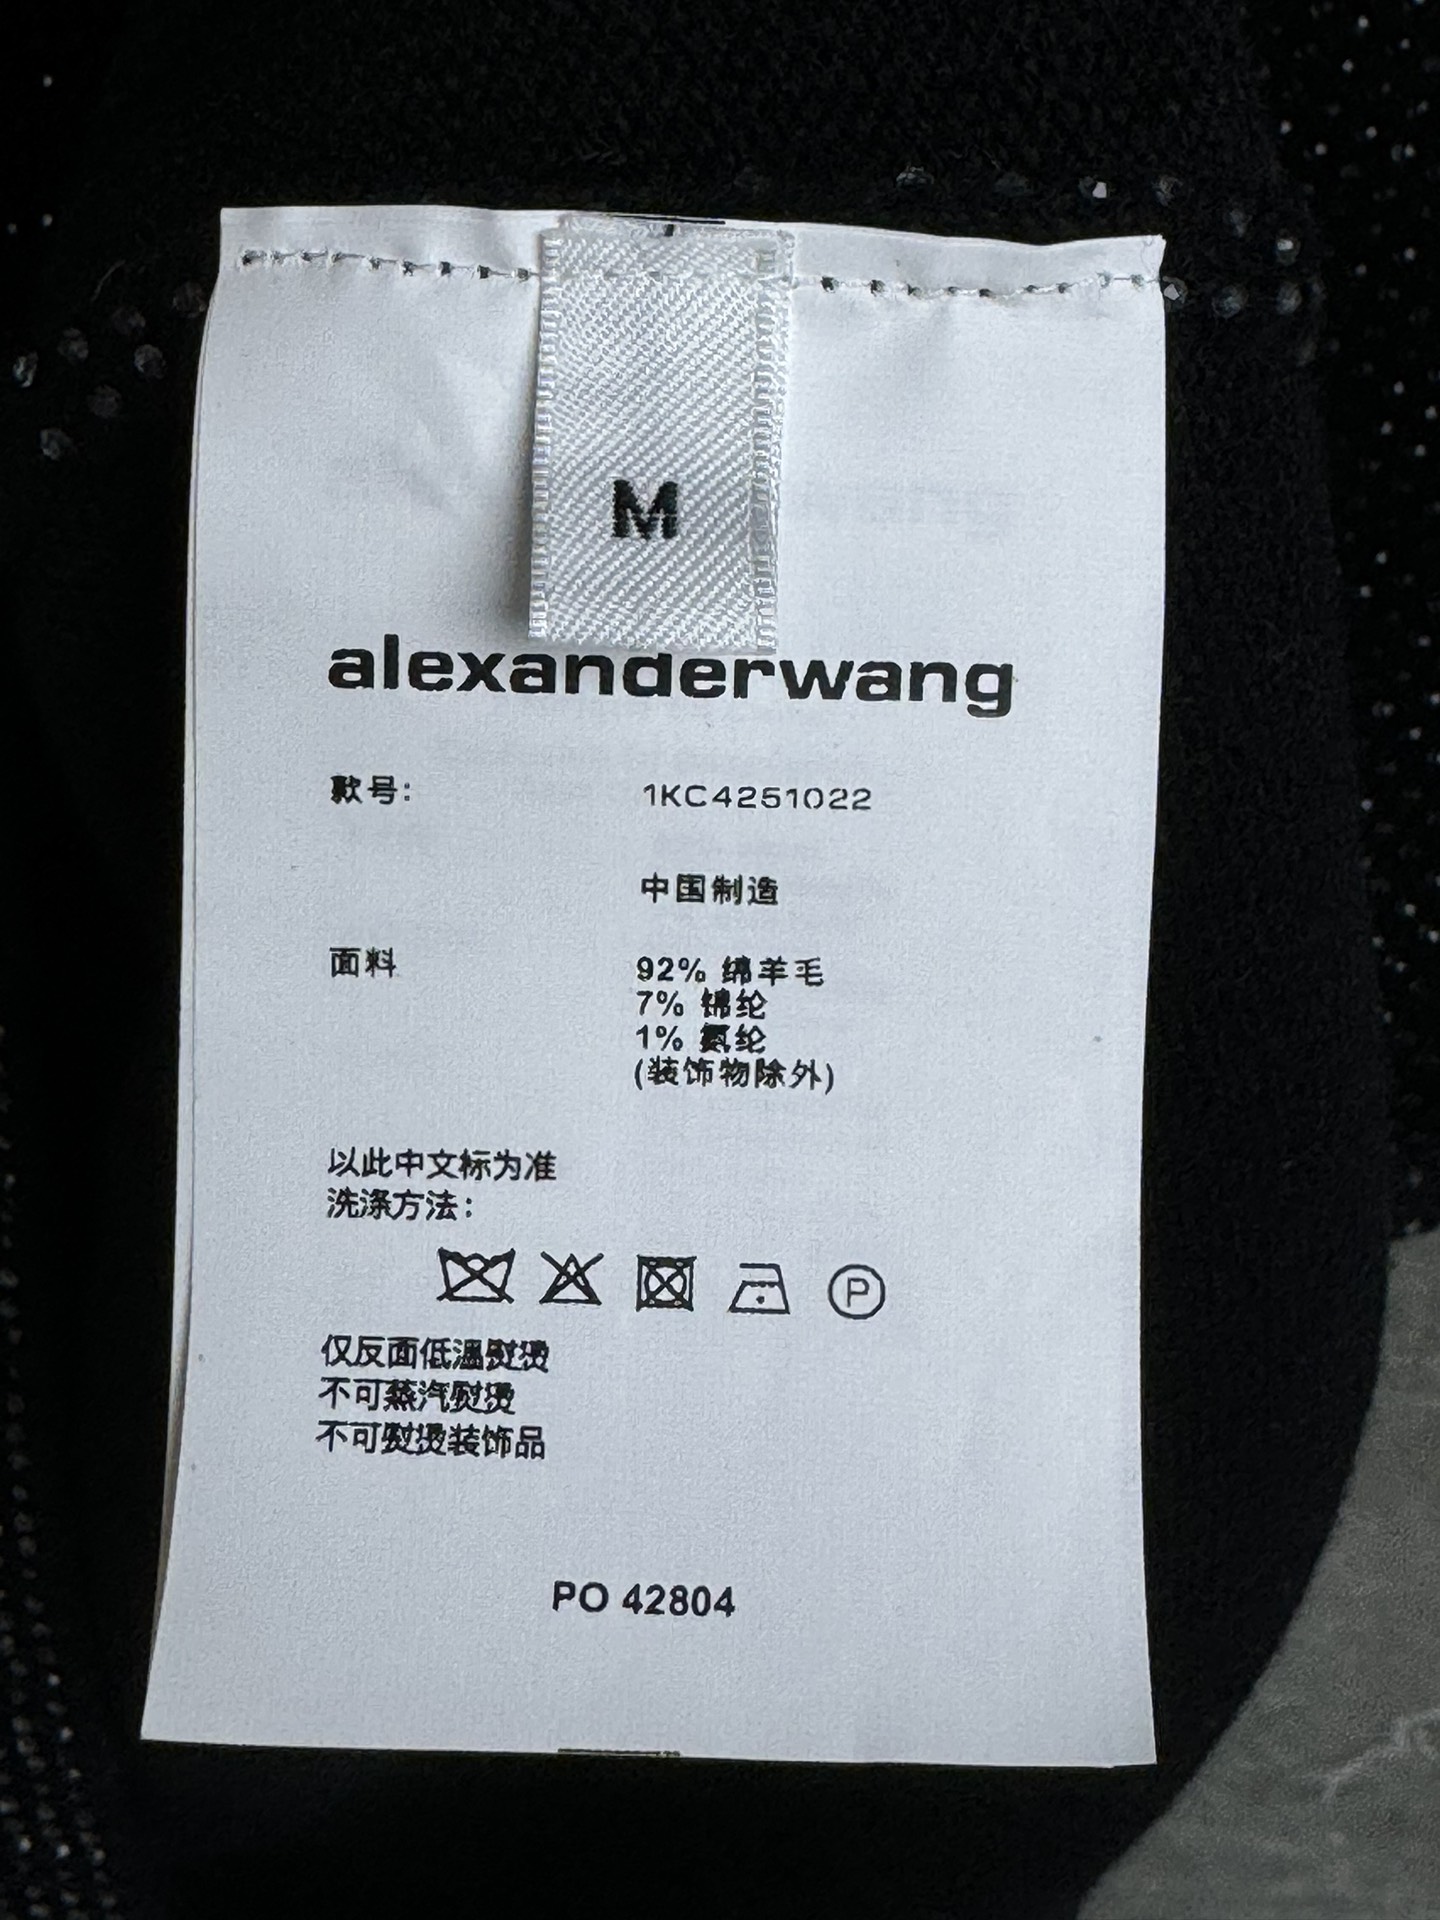 M
alexanderwang
款号: 1KC4251022
中国制造
面料 92% 绵羊毛
7% 锦纶
1% 氨纶
(装饰物除外)
以此中文标为准
洗涤方法:
P
仅反面低温熨烫
不可蒸汽熨烫
不可熨烫装饰品
PO 42804